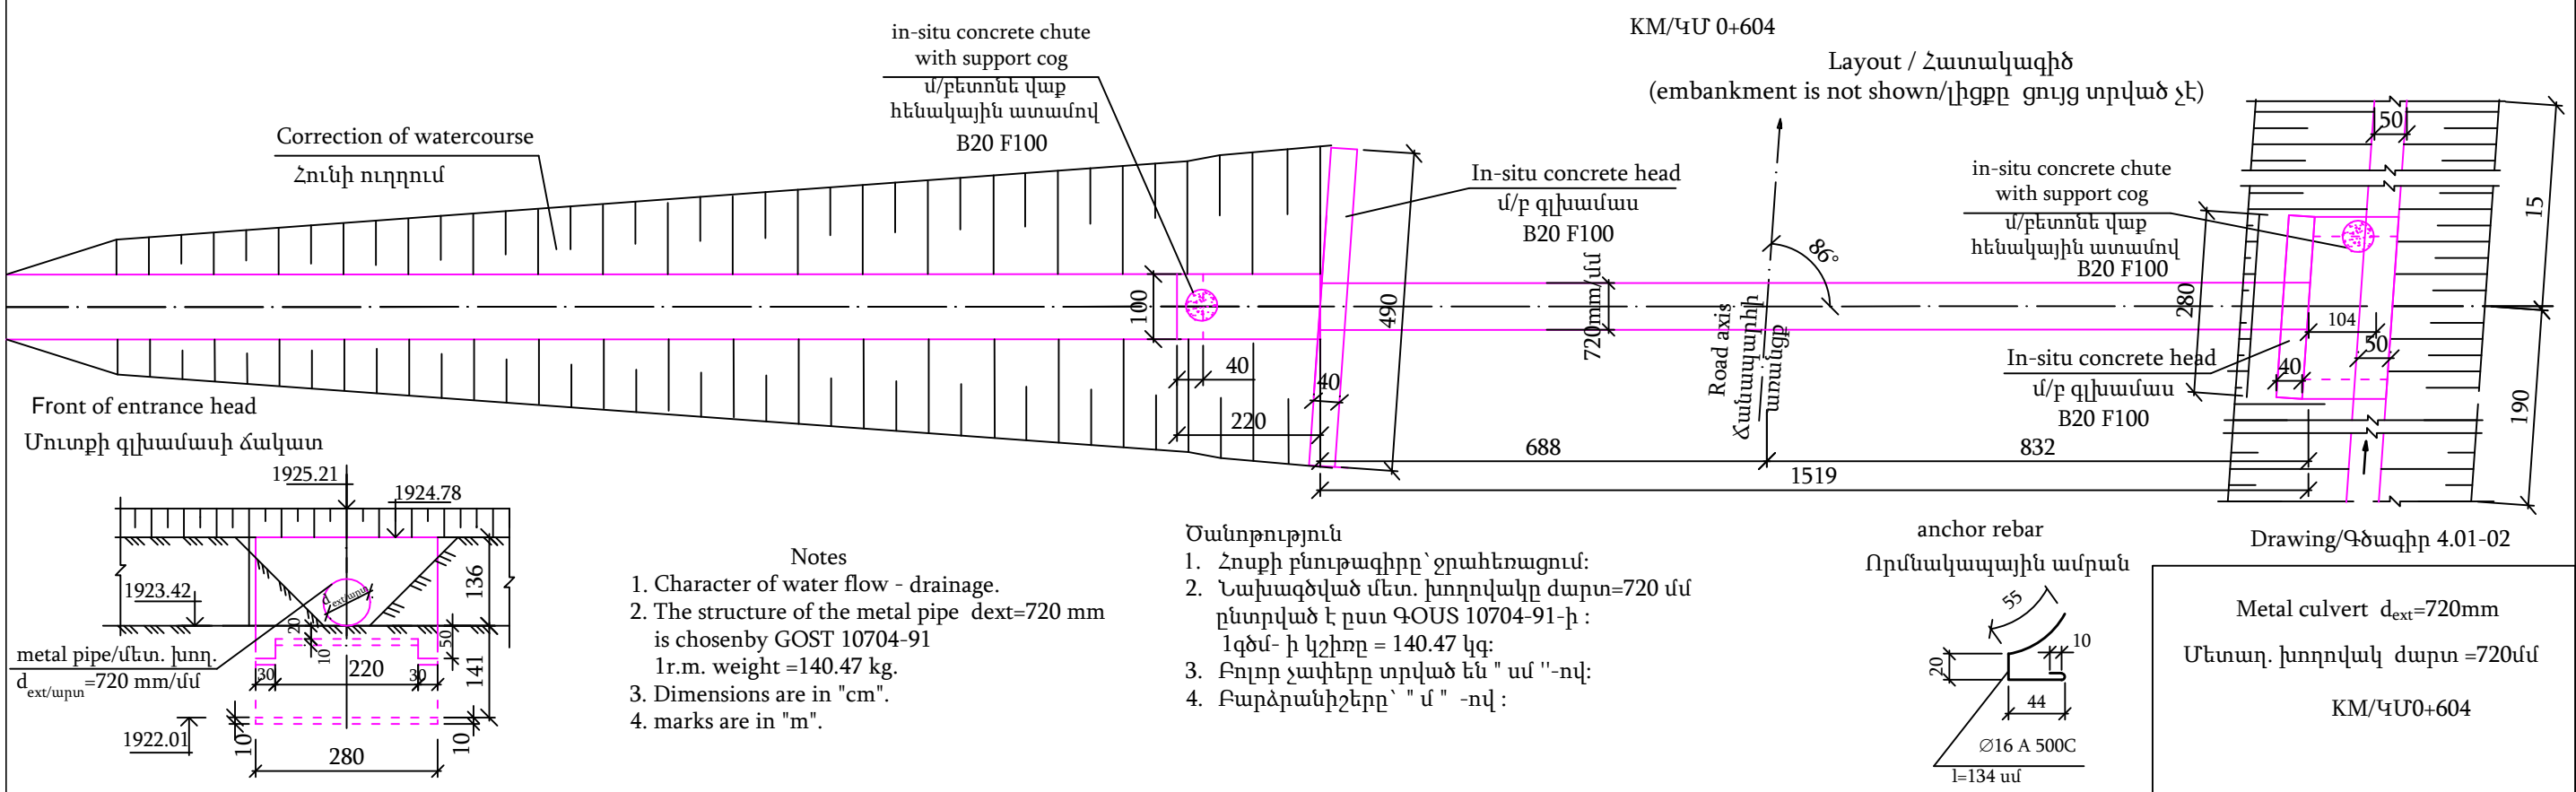 KM/ԿՄ 0+604
Layout / Հատակագիծ
(embankment is not shown/լիցքը ցույց տրված չէ)
in-situ concrete chute
with support cog
մ/բետոնե վաք
հենակային ատամով
B20 F100
Correction of watercourse
Հունի ուղղում
In-situ concrete head
մ/բ գլխամաս
B20 F100
in-situ concrete chute
with support cog
մ/բետոնե վաք
հենակային ատամով
B20 F100
In-situ concrete head
մ/բ գլխամաս
B20 F100
Road axis
Ճանապարհի
առանցք
86°
720mm/մմ
100
490
40
40
220
688
832
1519
280
104
50
50
40
15
190
Front of entrance head
Մուտքի գլխամասի ճակատ
1925.21
1924.78
1923.42
1922.01
d ext/արտ
metal pipe/մետ. խող.
dext/արտ=720 mm/մմ
136
141
50
20
10
30
220
30
10
10
280
Notes
1. Character of water flow - drainage.
2. The structure of the metal pipe dext=720 mm
is chosenby GOST 10704-91
1r.m. weight =140.47 kg.
3. Dimensions are in "cm".
4. marks are in "m".
Ծանոթություն
1. Հոսքի բնութագիրը՝ ջրահեռացում:
2. Նախագծված մետ. խողովակը դարտ=720 մմ
ընտրված է ըստ ԳՕՍՏ 10704-91-ի :
1գծմ- ի կշիռը = 140.47 կգ:
3. Բոլոր չափերը տրված են " սմ ''-ով:
4. Բարձրանիշերը՝ " մ " -ով :
anchor rebar
Որմնակապային ամրան
55
10
20
44
∅16 A 500C
l=134 սմ
Drawing/Գծագիր 4.01-02
Metal culvert dext=720mm
Մետաղ. խողովակ դարտ =720մմ
KM/ԿՄ0+604